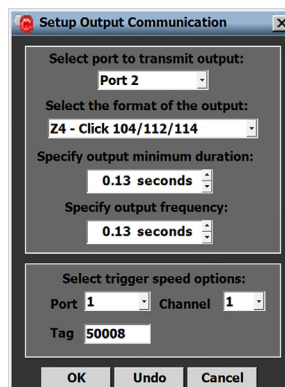 Setup Output Communication
Select port to transmit output:
Port 2
Select the format of the output:
Z4 - Click 104/112/114
Specify output minimum duration:
0.13 seconds
Specify output frequency:
0.13 seconds
Select trigger speed options:
Port 1 Channel 1
Tag 50008
OK Undo Cancel